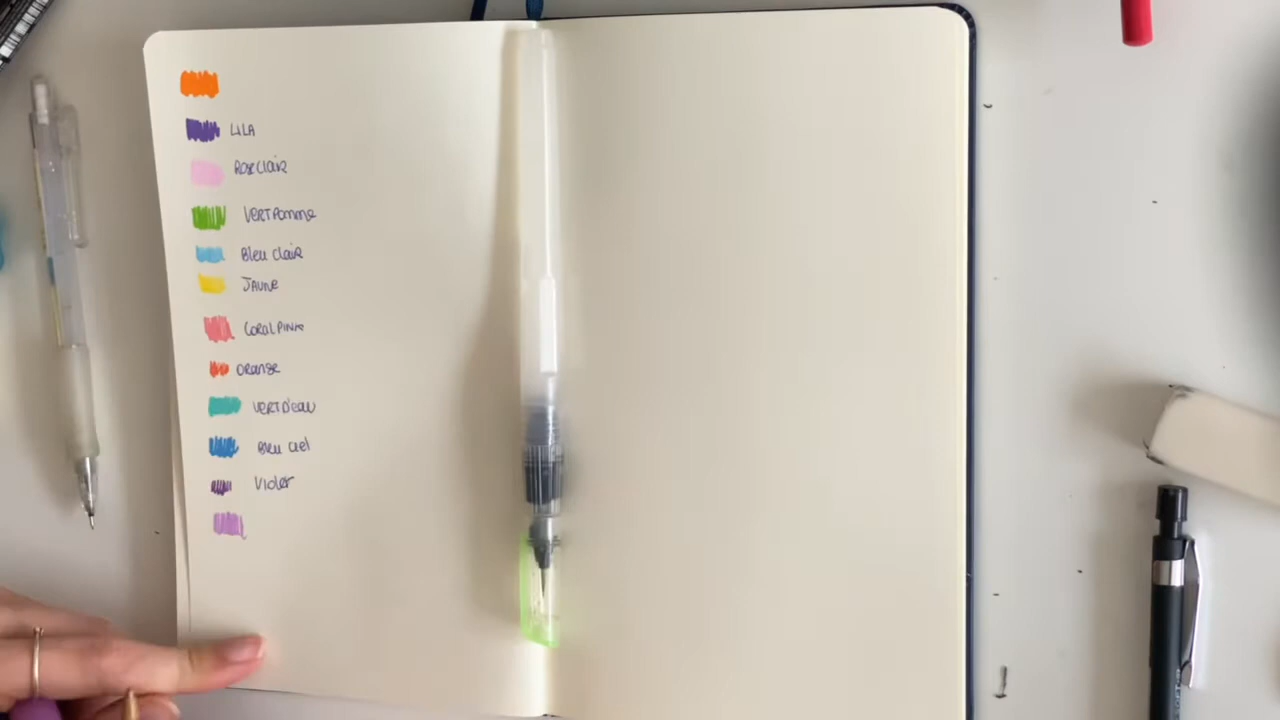 LILA
Rose Clair
VERT Pomme
Bleu Clair
JAUNE
CORAL PINK
ORANGE
VERT D'EAU
Bleu Ciel
Violet